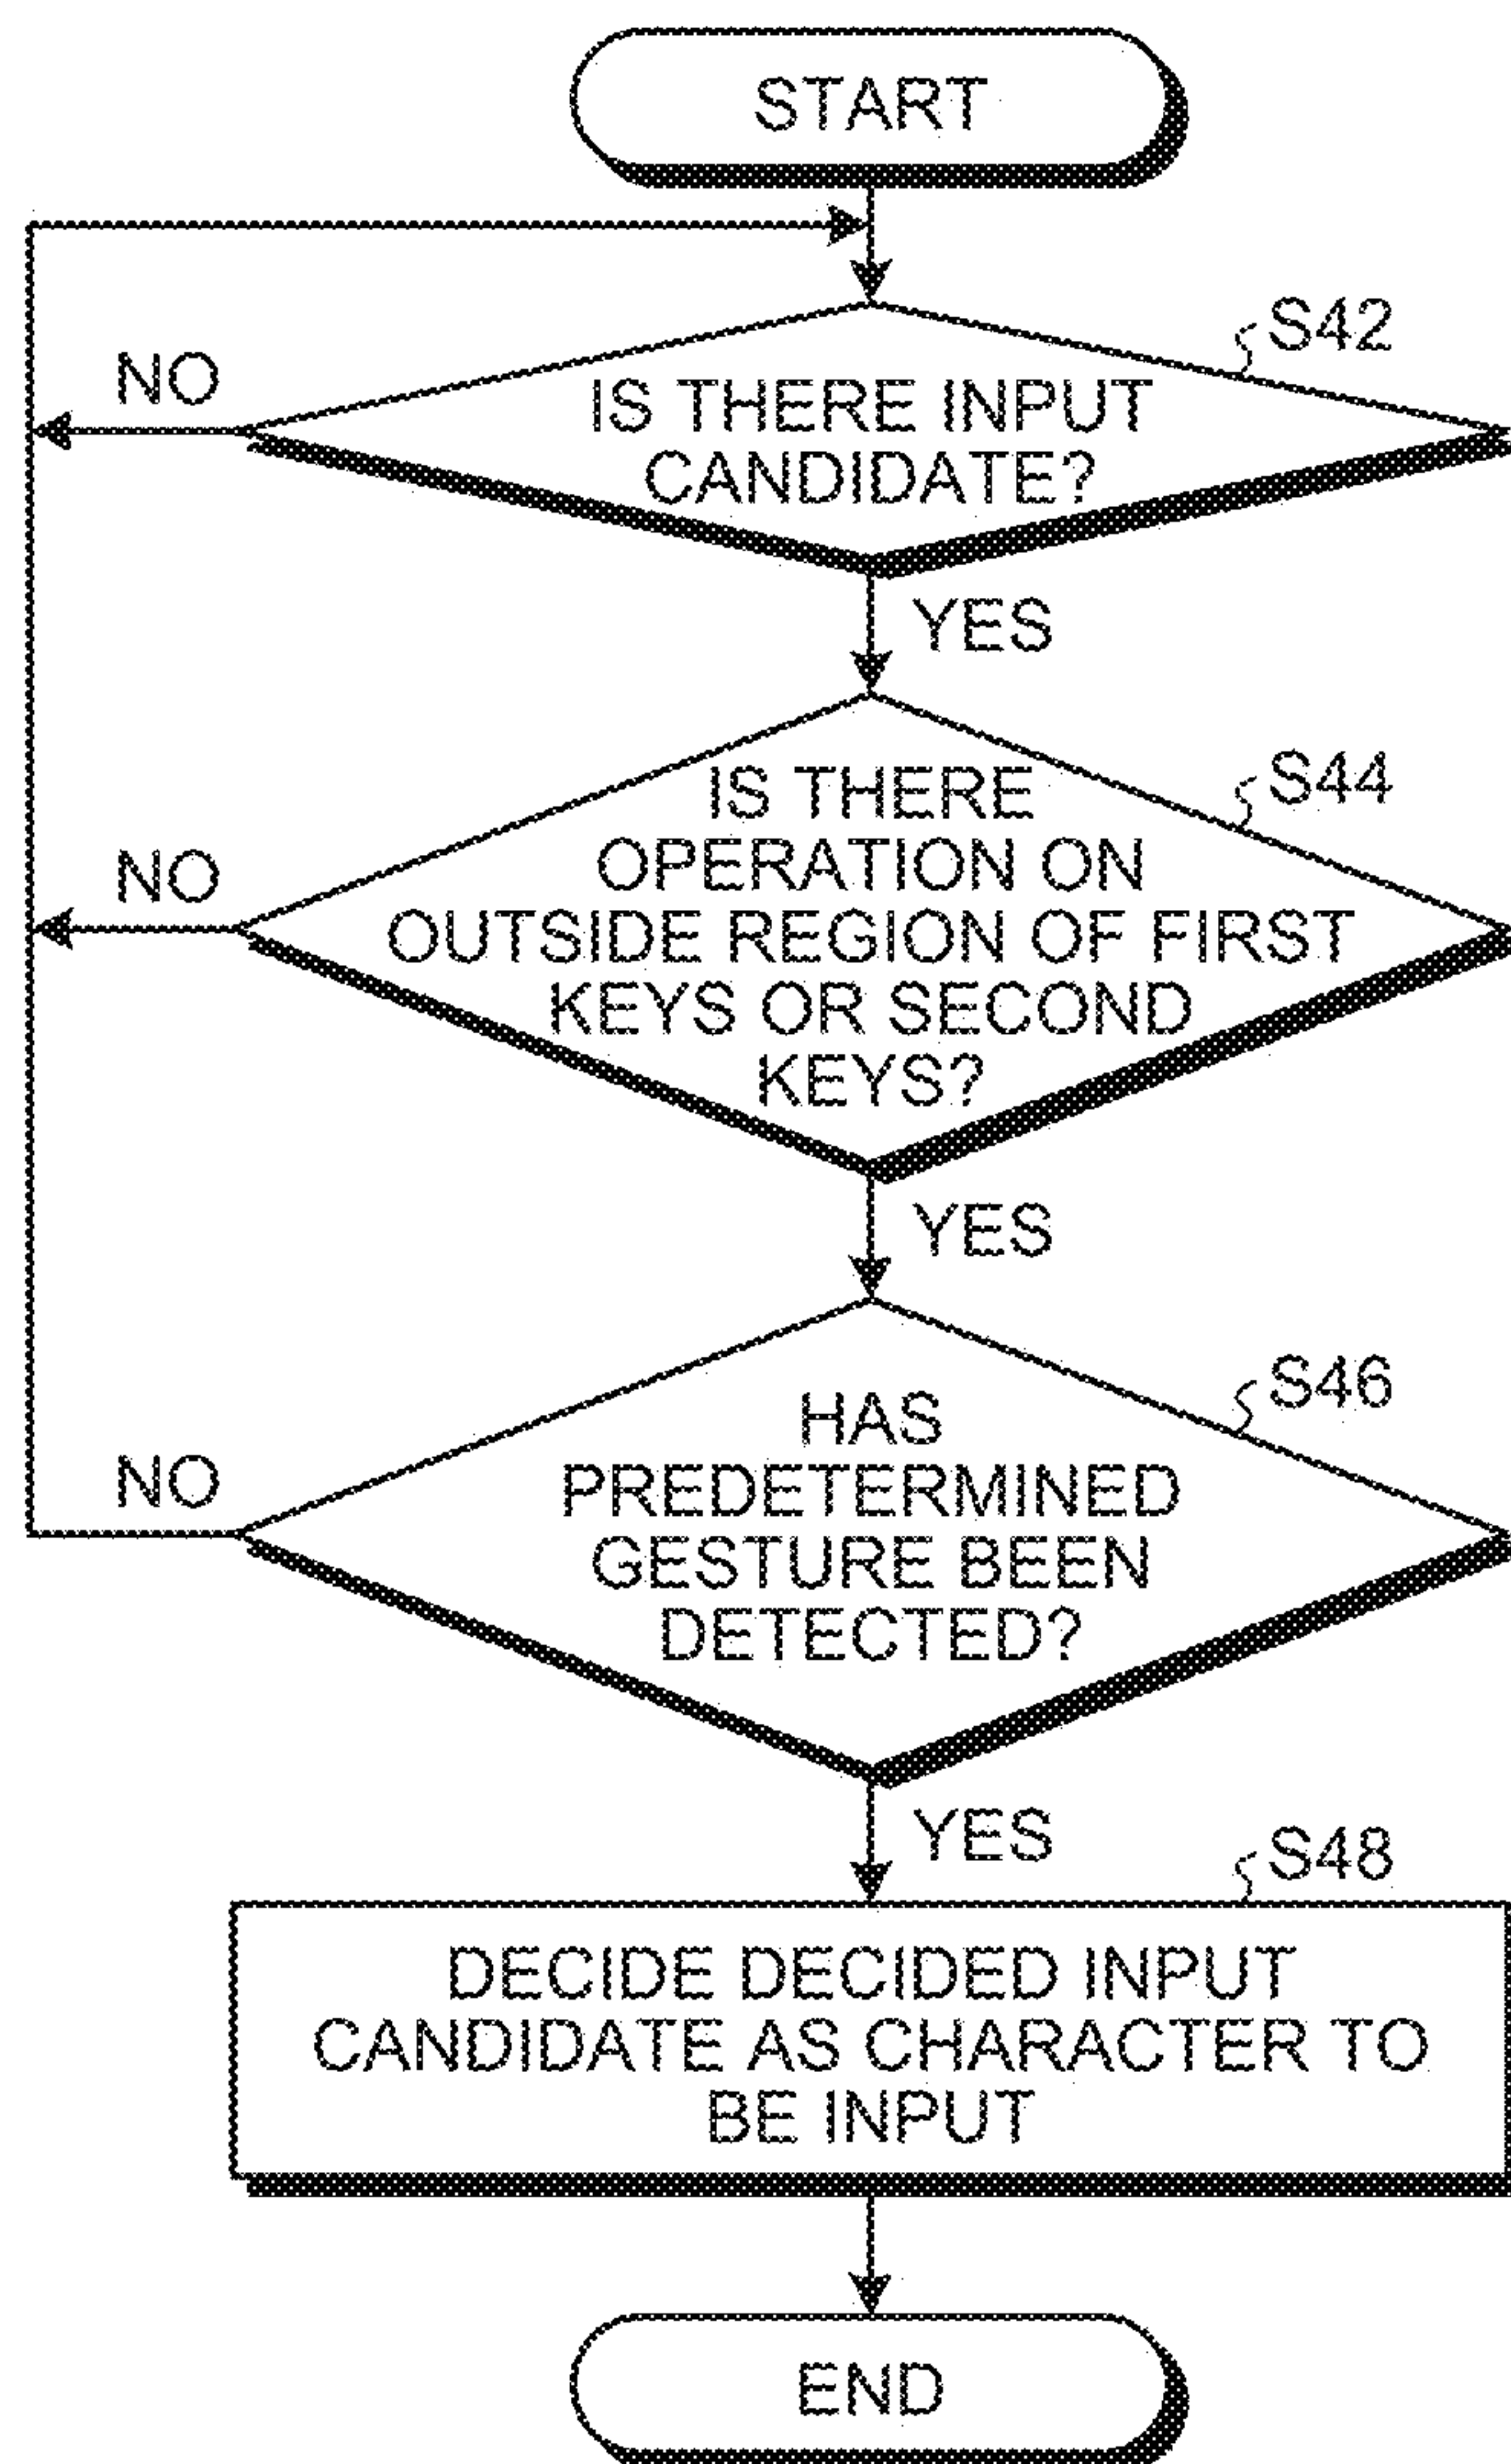 START
S42
NO
IS THERE INPUT
CANDIDATE?
YES
S44
IS THERE
OPERATION ON
NO
OUTSIDE REGION OF FIRST
KEYS OR SECOND
KEYS?
YES
S46
HAS
PREDETERMINED
NO
GESTURE BEEN
DETECTED?
YES
S48
DECIDE DECIDED INPUT
CANDIDATE AS CHARACTER TO
BE INPUT
END